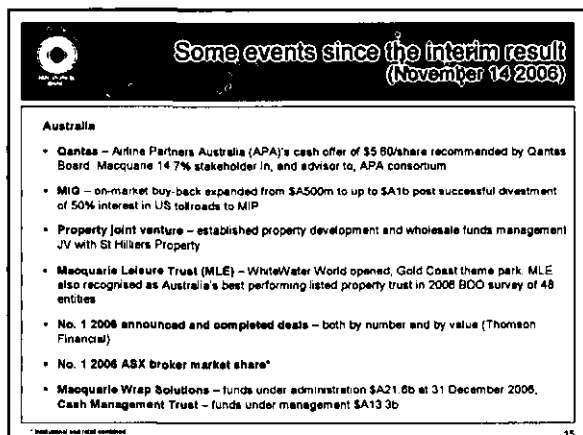 MACQUARIE
BANK
Some events since the interim result
(November 14 2006)
Australia
• Qantas – Airline Partners Australia (APA)'s cash offer of $5 60/share recommended by Qantas
Board Macquarie 14 7% stakeholder in, and advisor to, APA consortium
• MIG – on-market buy-back expanded from $A500m to up to $A1b post successful divestment
of 50% interest in US tollroads to MIP
• Property joint venture – established property development and wholesale funds management
JV with St Hilliers Property
• Macquarie Leisure Trust (MLE) – WhiteWater World opened, Gold Coast theme park. MLE
also recognised as Australia's best performing listed property trust in 2006 BDO survey of 48
entities
• No. 1 2006 announced and completed deals – both by number and by value (Thomson
Financial)
• No. 1 2006 ASX broker market share*
• Macquarie Wrap Solutions – funds under administration $A21.6b at 31 December 2006,
Cash Management Trust – funds under management $A13 3b
* Institutional and retail combined
15